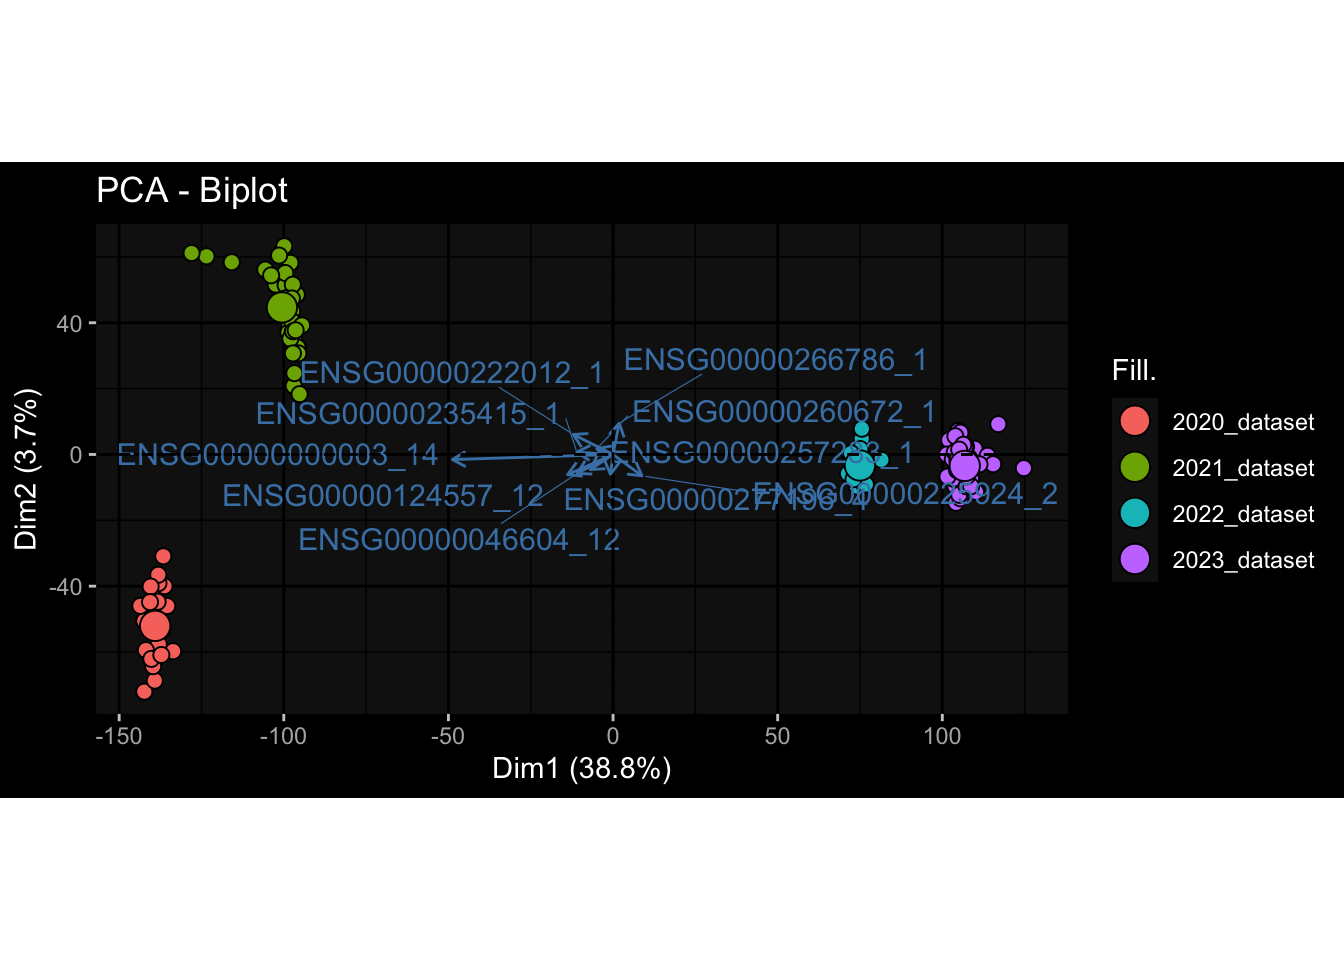 PCA - Biplot
Dim2 (3.7%)
40
0
-40
ENSG00000266786_1
ENSG00000222012_1
ENSG00000235415_1
ENSG00000260672_1
ENSG00000000003_14
ENSG00000124557_12
ENSG00000046604_12
-150
-100
-50
0
50
100
Dim1 (38.8%)
Fill.
2020_dataset
2021_dataset
2022_dataset
2023_dataset